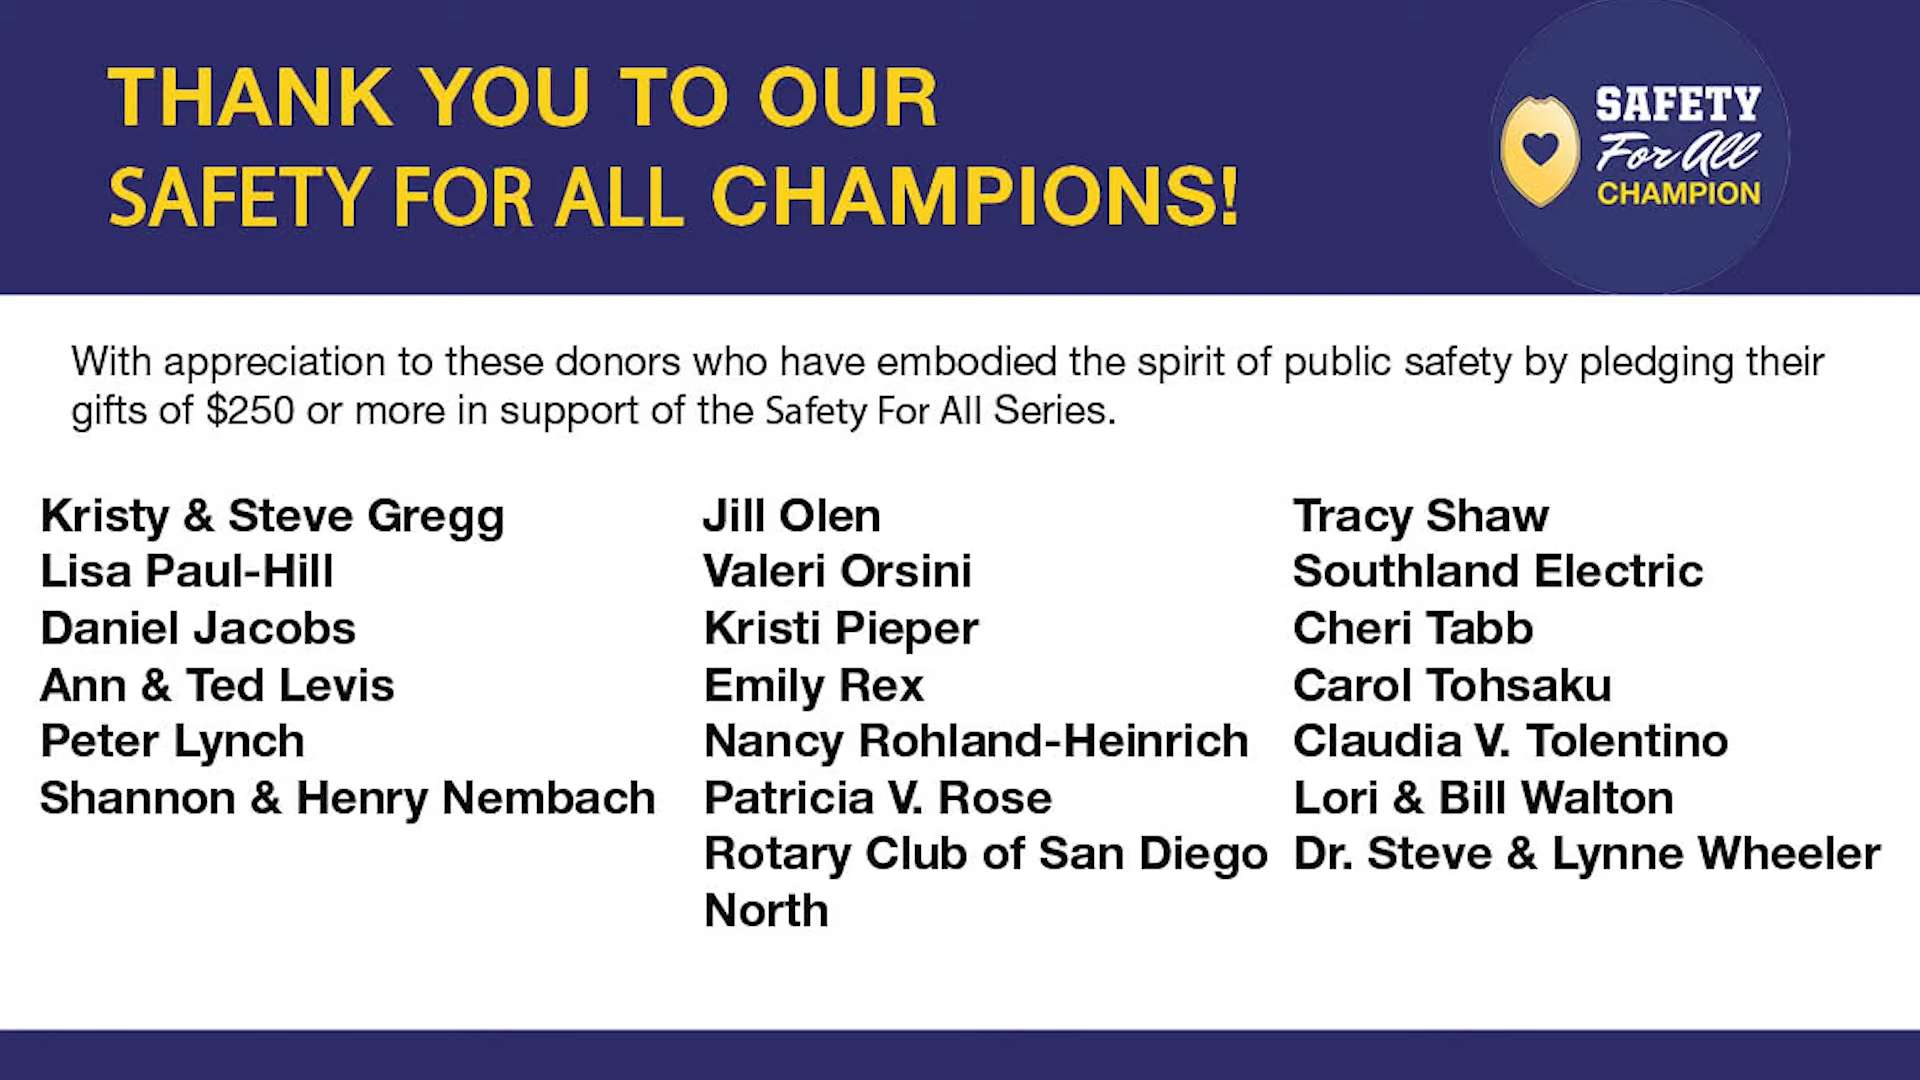 THANK YOU TO OUR
SAFETY FOR ALL CHAMPIONS!
SAFETY
For All
CHAMPION
With appreciation to these donors who have embodied the spirit of public safety by pledging their
gifts of $250 or more in support of the Safety For All Series.
Kristy & Steve Gregg
Lisa Paul-Hill
Daniel Jacobs
Ann & Ted Levis
Peter Lynch
Shannon & Henry Nembach
Jill Olen
Valeri Orsini
Kristi Pieper
Emily Rex
Nancy Rohland-Heinrich
Patricia V. Rose
Rotary Club of San Diego
North
Tracy Shaw
Southland Electric
Cheri Tabb
Carol Tohsaku
Claudia V. Tolentino
Lori & Bill Walton
Dr. Steve & Lynne Wheeler